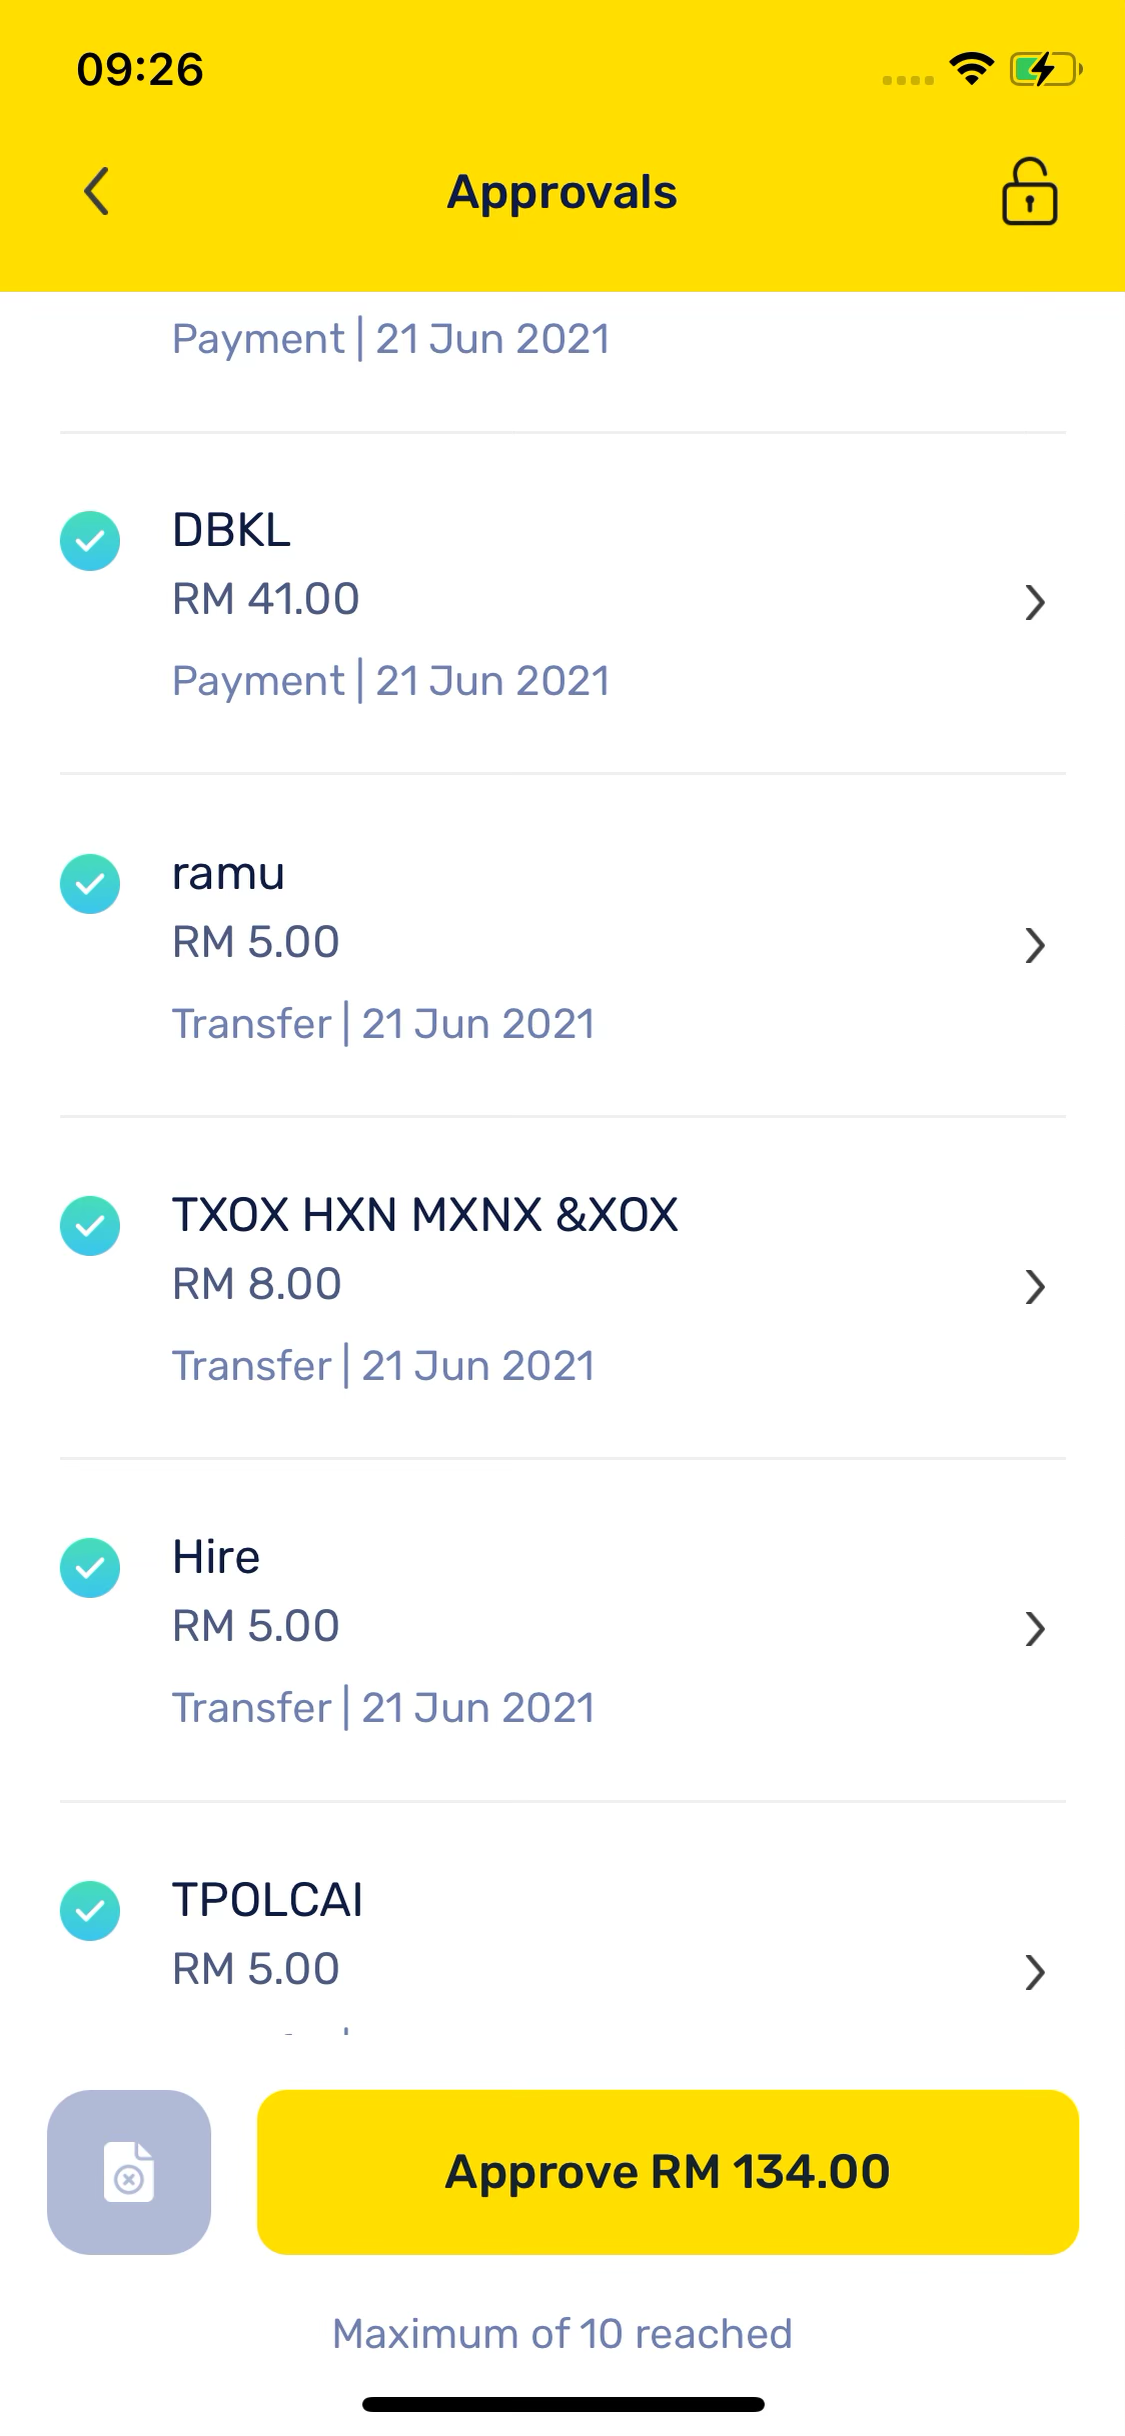 09:26
Approvals
Payment | 21 Jun 2021
DBKL
RM 41.00
Payment | 21 Jun 2021
ramu
RM 5.00
Transfer | 21 Jun 2021
TXOX HXN MXNX &XOX
RM 8.00
Transfer | 21 Jun 2021
Hire
RM 5.00
Transfer | 21 Jun 2021
TPOLCAI
RM 5.00
Approve RM 134.00
Maximum of 10 reached